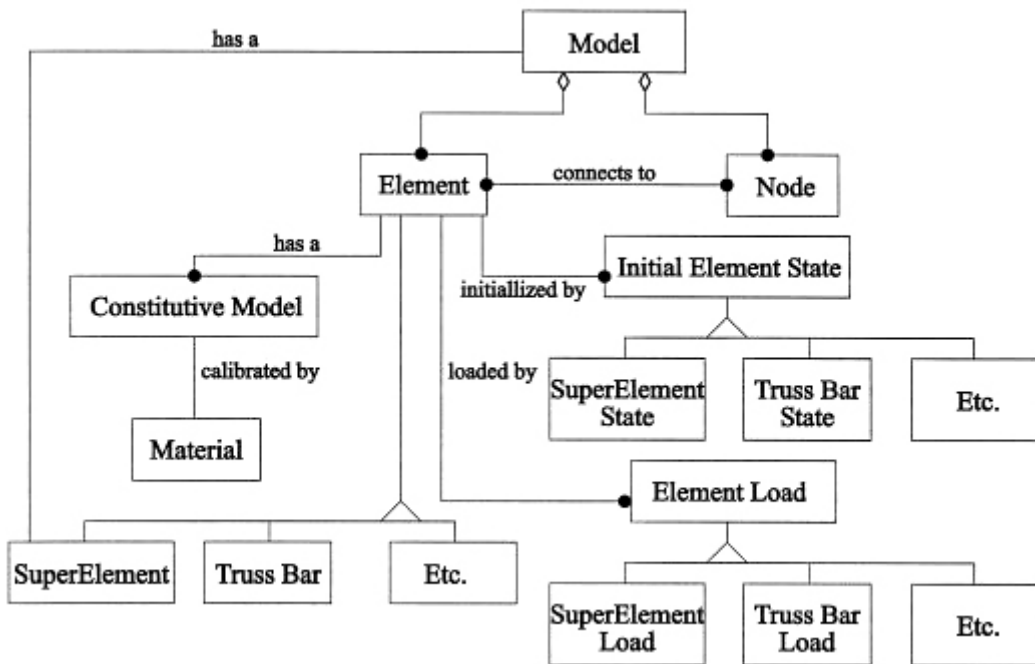 has a
Model
Element
connects to
Node
has a
Initial Element State
initiallized by
Constitutive Model
calibrated by
loaded by
SuperElement
State
Truss Bar
State
Etc.
Material
Element Load
SuperElement
Truss Bar
Etc.
SuperElement
Load
Truss Bar
Load
Etc.